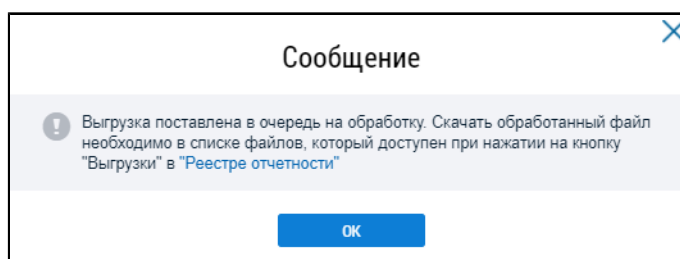 Сообщение
Выгрузка поставлена в очередь на обработку. Скачать обработанный файл
необходимо в списке файлов, который доступен при нажатии на кнопку
"Выгрузки" в "Реестре отчетности"
ОК